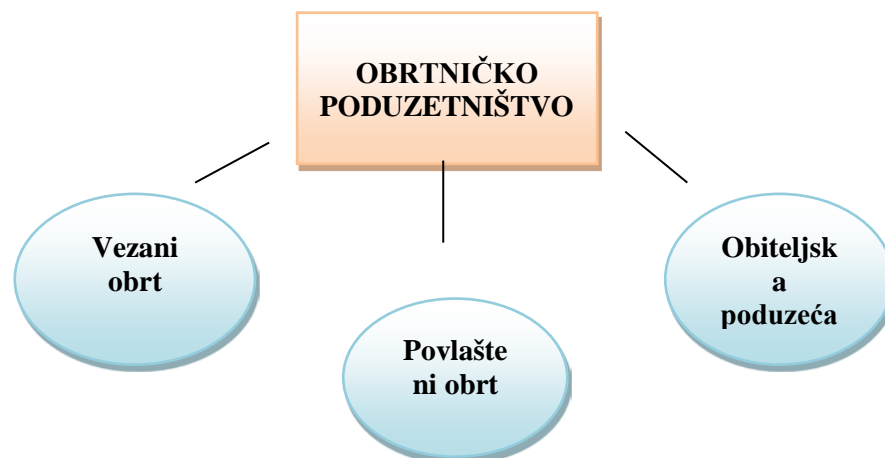 OBRTNIČKO
PODUZETNIŠTVO
Vezani
obrt
Povlašte
ni obrt
Obiteljsk
a
poduzeća